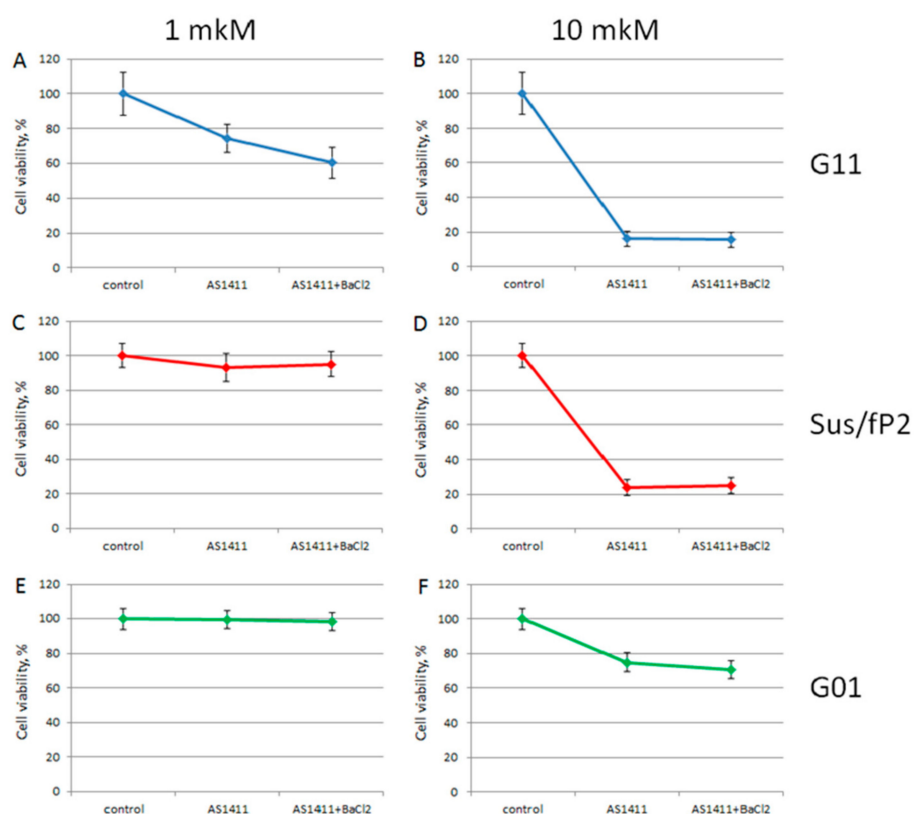 1 mkM
10 mkM
A
Cell viability, %
120
100
80
60
40
20
0
control
AS1411
AS1411+BaCl2
B
Cell viability, %
120
100
80
60
40
20
0
control
AS1411
AS1411+BaCl2
G11
C
Cell viability, %
120
100
80
60
40
20
0
control
AS1411
AS1411+BaCl2
D
Cell viability, %
120
100
80
60
40
20
0
control
AS1411
AS1411+BaCl2
Sus/fP2
E
Cell viability, %
120
100
80
60
40
20
0
control
AS1411
AS1411+BaCl2
F
Cell viability, %
120
100
80
60
40
20
0
control
AS1411
AS1411+BaCl2
G01